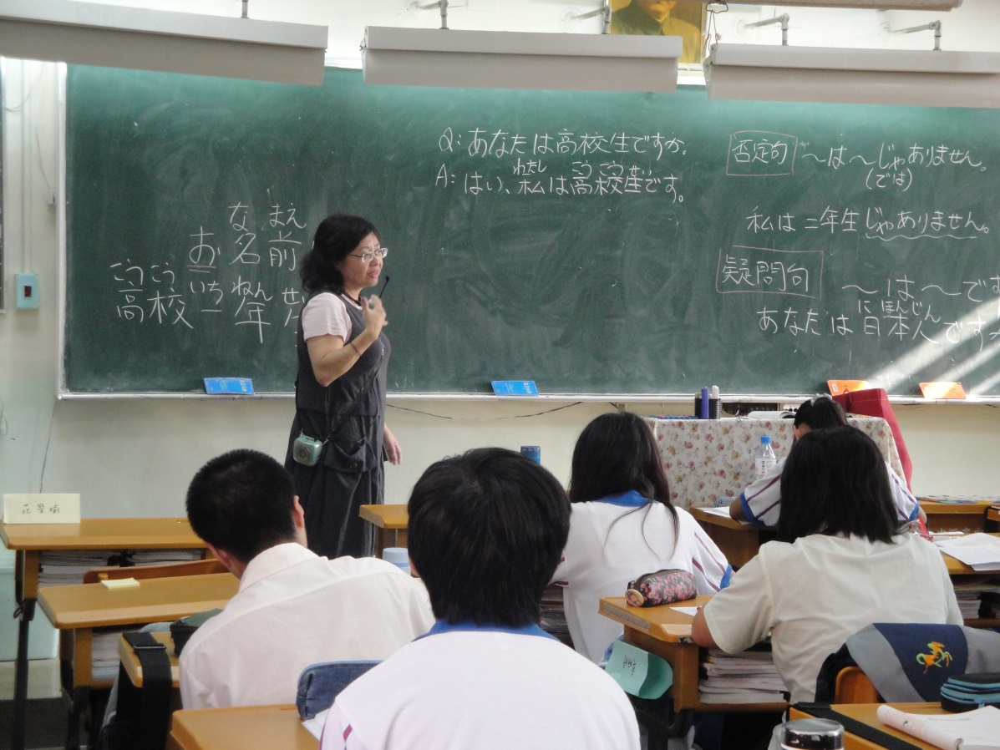 なまえ
お名前
こうこう いちねん
高校一年
Q: あなたは高校生ですか。
わたし こうこうせい
A: はい、私は高校生です。
否定句 〜は〜じゃありません。
(では)
私は二年生じゃありません。
疑問句
〜は〜です
にほんじん
あなたは日本人ですか